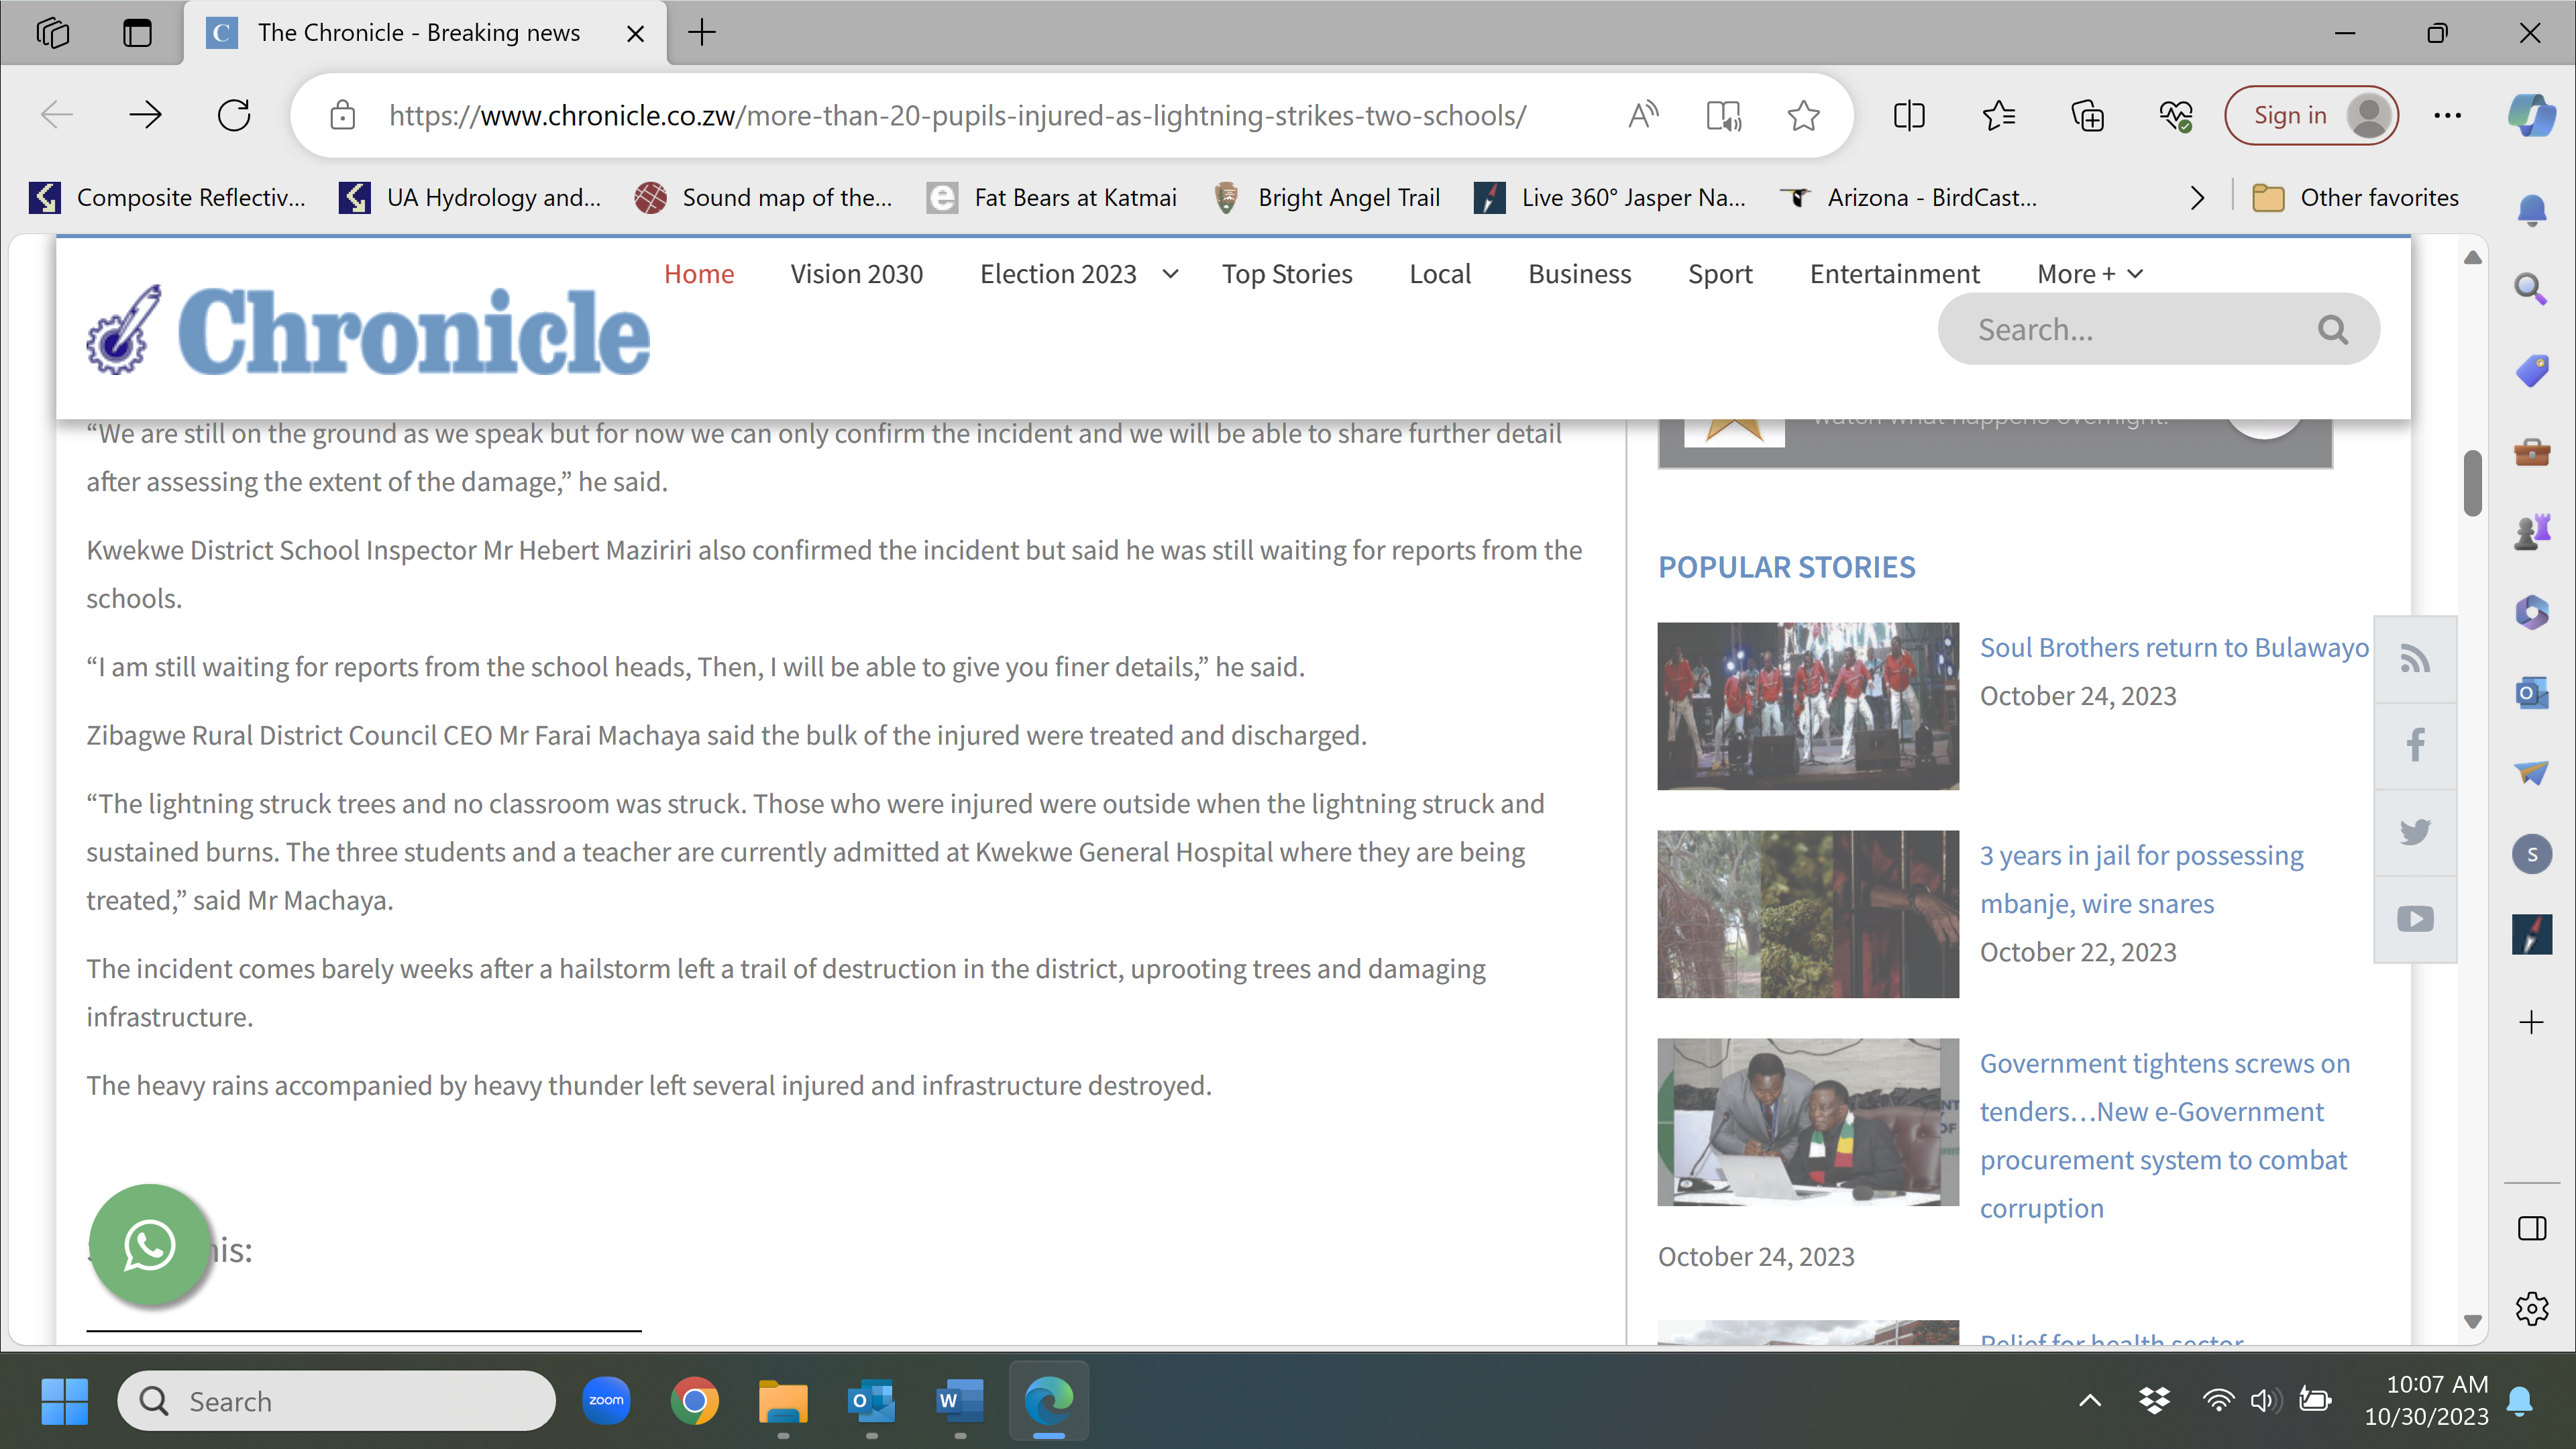 The Chronicle - Breaking news
https://www.chronicle.co.zw/more-than-20-pupils-injured-as-lightning-strikes-two-schools/
Sign in
Composite Reflectiv...
UA Hydrology and...
Sound map of the...
Fat Bears at Katmai
Bright Angel Trail
Live 360° Jasper Na...
Arizona - BirdCast...
Other favorites
Chronicle
Home
Vision 2030
Election 2023
Top Stories
Local
Business
Sport
Entertainment
More +
Search...
“We are still on the ground as we speak but for now we can only confirm the incident and we will be able to share further detail
after assessing the extent of the damage,” he said.
Kwekwe District School Inspector Mr Hebert Maziriri also confirmed the incident but said he was still waiting for reports from the
schools.
“I am still waiting for reports from the school heads, Then, I will be able to give you finer details,” he said.
Zibagwe Rural District Council CEO Mr Farai Machaya said the bulk of the injured were treated and discharged.
“The lightning struck trees and no classroom was struck. Those who were injured were outside when the lightning struck and
sustained burns. The three students and a teacher are currently admitted at Kwekwe General Hospital where they are being
treated,” said Mr Machaya.
The incident comes barely weeks after a hailstorm left a trail of destruction in the district, uprooting trees and damaging
infrastructure.
The heavy rains accompanied by heavy thunder left several injured and infrastructure destroyed.
his:
watch what happens overnight.
POPULAR STORIES
Soul Brothers return to Bulawayo
October 24, 2023
3 years in jail for possessing
mbanje, wire snares
October 22, 2023
Government tightens screws on
tenders…New e-Government
procurement system to combat
corruption
October 24, 2023
Relief for health sector
S
Search
zoom
10:07 AM
10/30/2023